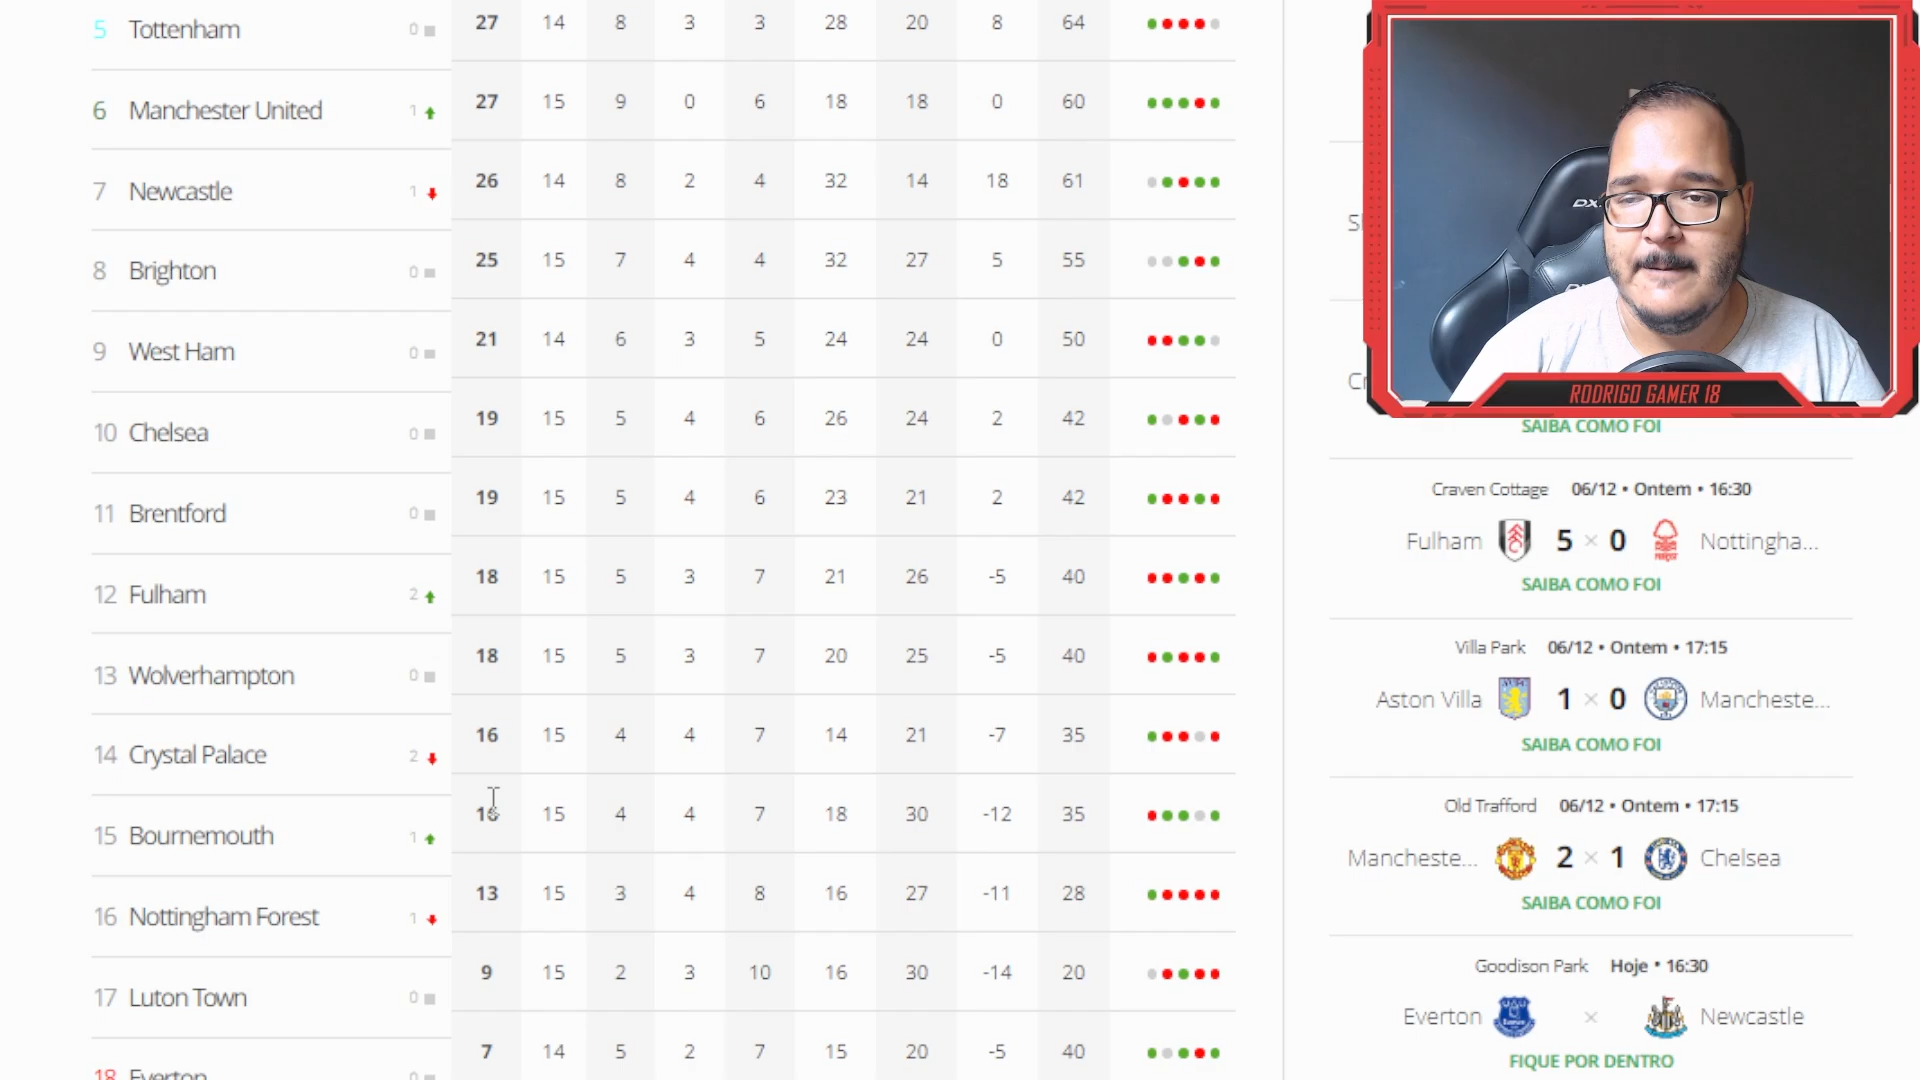 5 Tottenham 0 27 14 8 3 3 28 20 8 64
6 Manchester United 1 27 15 9 0 6 18 18 0 60
7 Newcastle 1 26 14 8 2 4 32 14 18 61
8 Brighton 0 25 15 7 4 4 32 27 5 55
9 West Ham 0 21 14 6 3 5 24 24 0 50
10 Chelsea 0 19 15 5 4 6 26 24 2 42
11 Brentford 0 19 15 5 4 6 23 21 2 42
12 Fulham 2 18 15 5 3 7 21 26 -5 40
13 Wolverhampton 0 18 15 5 3 7 20 25 -5 40
14 Crystal Palace 2 16 15 4 4 7 14 21 -7 35
15 Bournemouth 1 16 15 4 4 7 18 30 -12 35
16 Nottingham Forest 1 13 15 3 4 8 16 27 -11 28
17 Luton Town 0 9 15 2 3 10 16 30 -14 20
18 Everton 0 7 14 5 2 7 15 20 -5 40
DX
RODRIGO GAMER 18
SAIBA COMO FOI
Craven Cottage 06/12 • Ontem • 16:30
Fulham 5 × 0 Nottingha...
SAIBA COMO FOI
Villa Park 06/12 • Ontem • 17:15
Aston Villa 1 × 0 Mancheste...
SAIBA COMO FOI
Old Trafford 06/12 • Ontem • 17:15
Mancheste... 2 × 1 Chelsea
SAIBA COMO FOI
Goodison Park Hoje • 16:30
Everton × Newcastle
FIQUE POR DENTRO